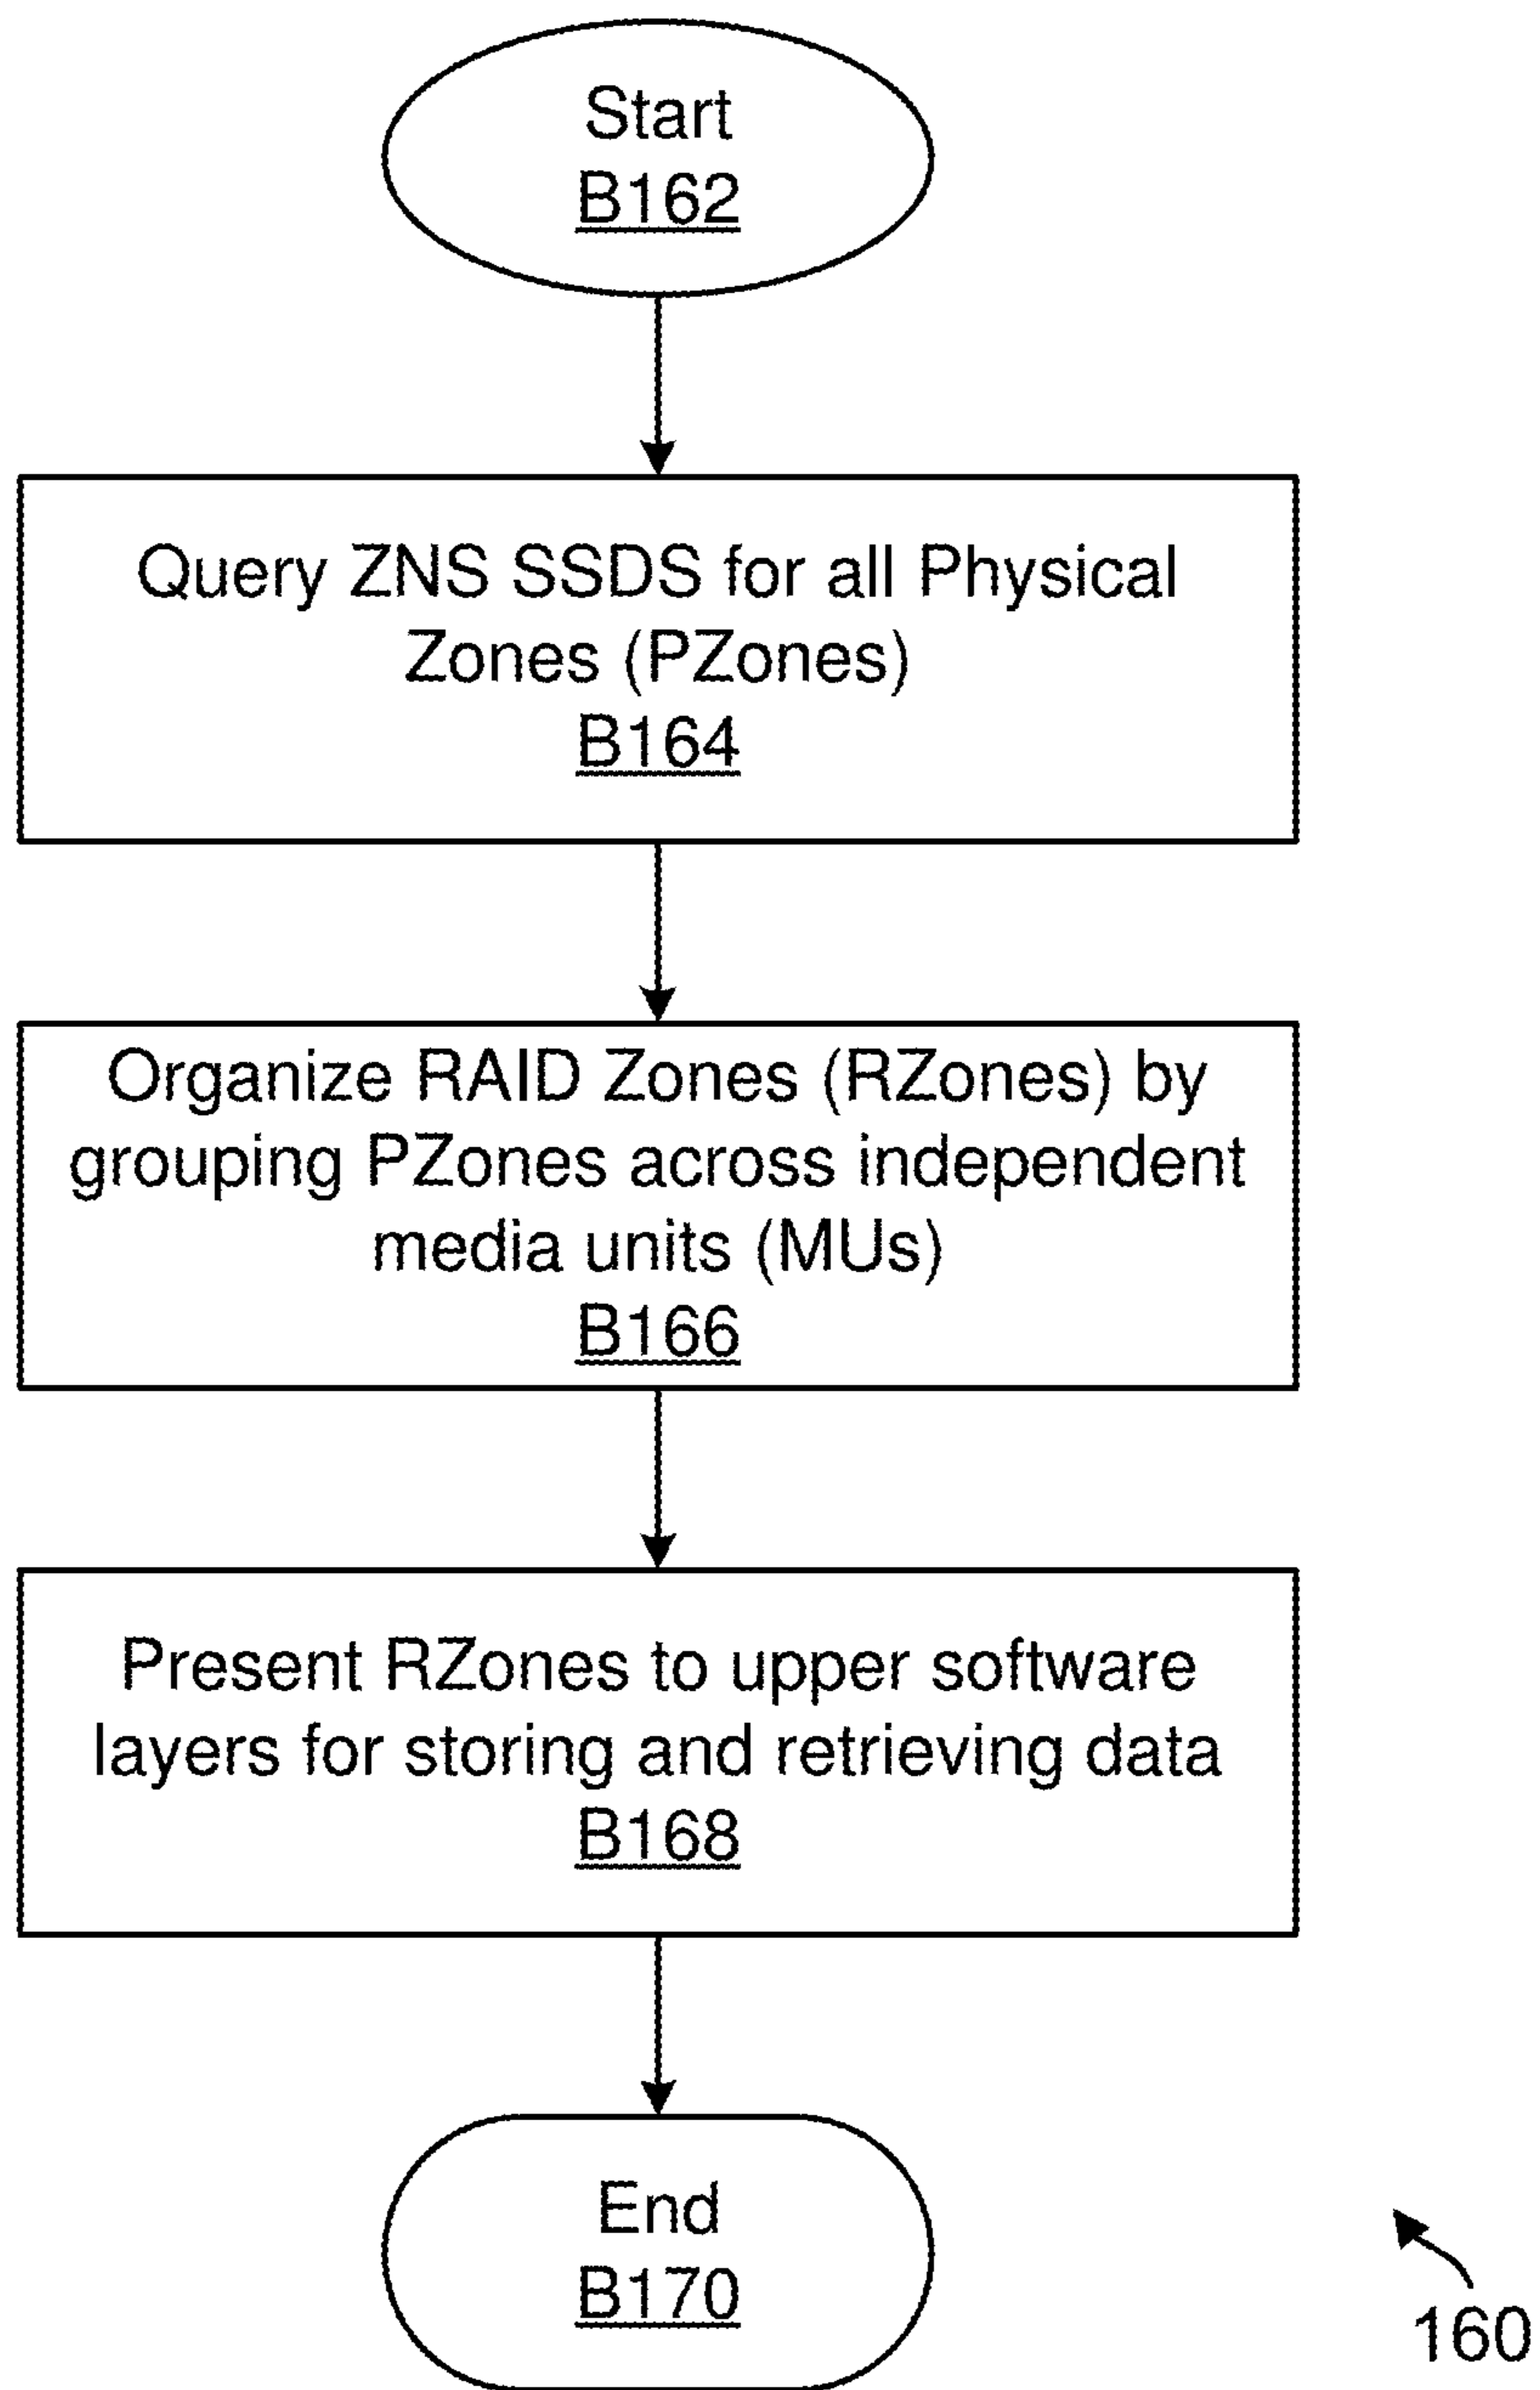 Start
B162
Query ZNS SSDS for all Physical
Zones (PZones)
B164
Organize RAID Zones (RZones) by
grouping PZones across independent
media units (MUs)
B166
Present RZones to upper software
layers for storing and retrieving data
B168
End
B170
160